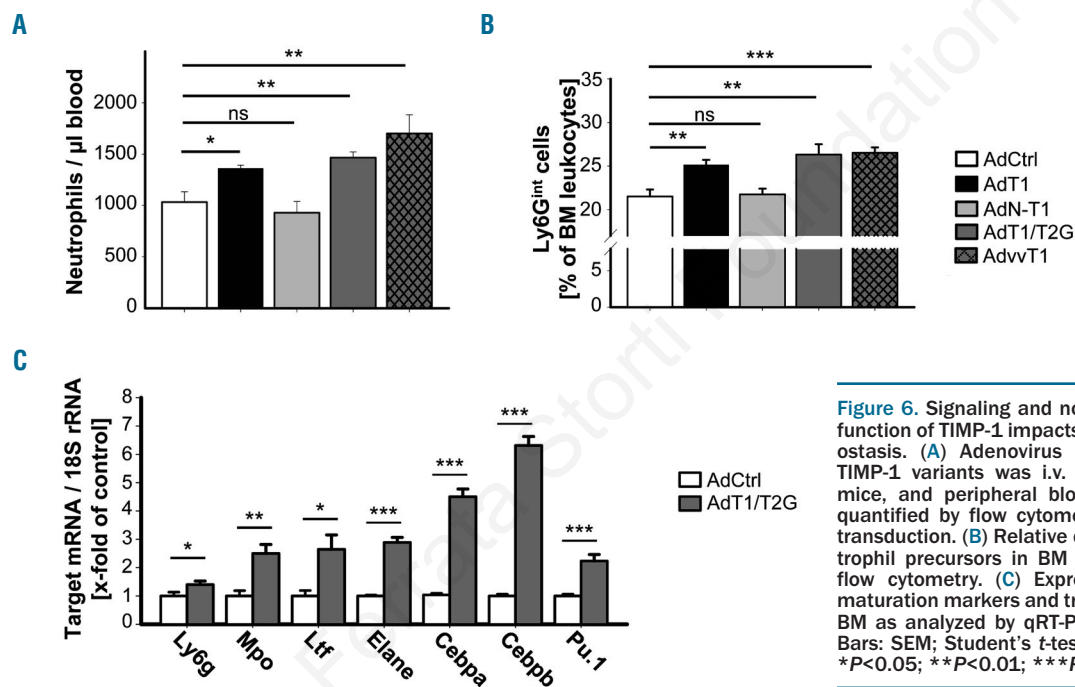 A
Neutrophils / µl blood
2000
1500
1000
500
0
**
**
ns
*
B
Ly6Gint cells
[% of BM leukocytes]
35
30
25
20
5
0
***
**
ns
**
AdCtrl
AdT1
AdN-T1
AdT1/T2G
AdvvT1
C
Target mRNA / 18S rRNA
[x-fold of control]
8
7
6
5
4
3
2
1
0
*
**
*
***
***
***
***
Ly6g
Mpo
Ltf
Elane
Cebpa
Cebpb
Pu.1
AdCtrl
AdT1/T2G
Figure 6. Signaling and no
function of TIMP-1 impacts
ostasis. (A) Adenovirus
TIMP-1 variants was i.v.
mice, and peripheral bloo
quantified by flow cytome
transduction. (B) Relative
trophil precursors in BM
flow cytometry. (C) Expre
maturation markers and tr
BM as analyzed by qRT-P
Bars: SEM; Student's t-tes
*P<0.05; **P<0.01; ***P
Ferrata Storti Foundation